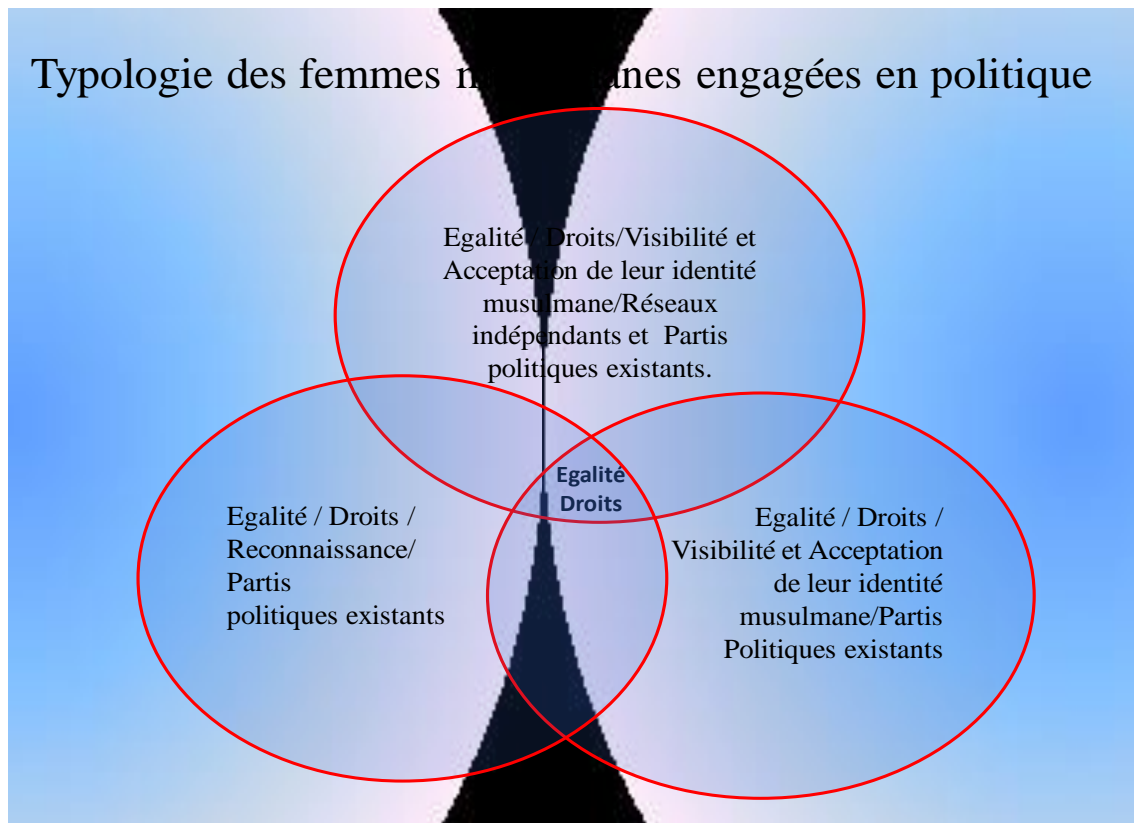 Typologie des femmes musulmanes engagées en politique
Egalité / Droits/Visibilité et
Acceptation de leur identité
musulmane/Réseaux
indépendants et Partis
politiques existants.
Egalité
Droits
Egalité / Droits /
Reconnaissance/
Partis
politiques existants
Egalité / Droits /
Visibilité et Acceptation
de leur identité
musulmane/Partis
Politiques existants